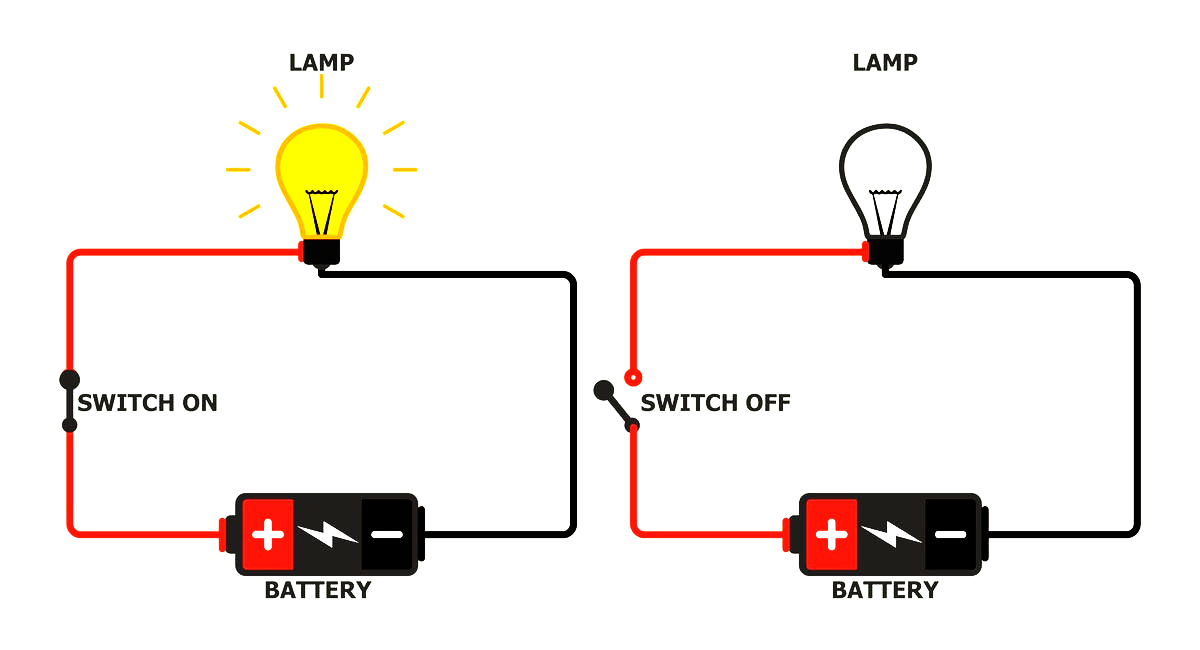 LAMP
SWITCH ON
+
-
BATTERY
LAMP
SWITCH OFF
+
-
BATTERY